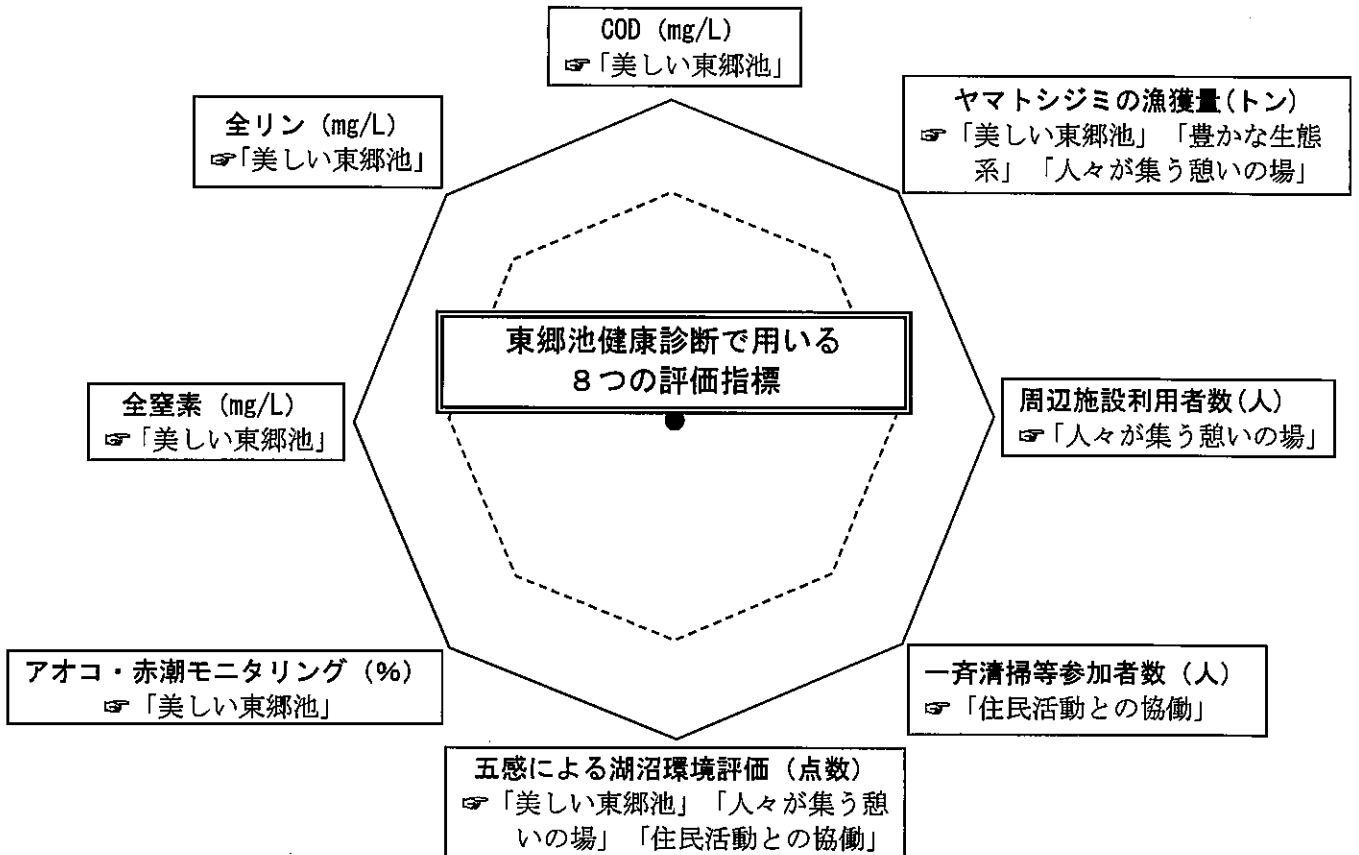 COD (mg/L)
☞「美しい東郷池」
ヤマトシジミの漁獲量(トン)
☞「美しい東郷池」「豊かな生態
系」「人々が集う憩いの場」
全リン (mg/L)
☞「美しい東郷池」
東郷池健康診断で用いる
8つの評価指標
全窒素 (mg/L)
☞「美しい東郷池」
周辺施設利用者数(人)
☞「人々が集う憩いの場」
アオコ・赤潮モニタリング (%)
☞「美しい東郷池」
一斉清掃等参加者数 (人)
☞「住民活動との協働」
五感による湖沼環境評価 (点数)
☞「美しい東郷池」「人々が集う憩
いの場」「住民活動との協働」